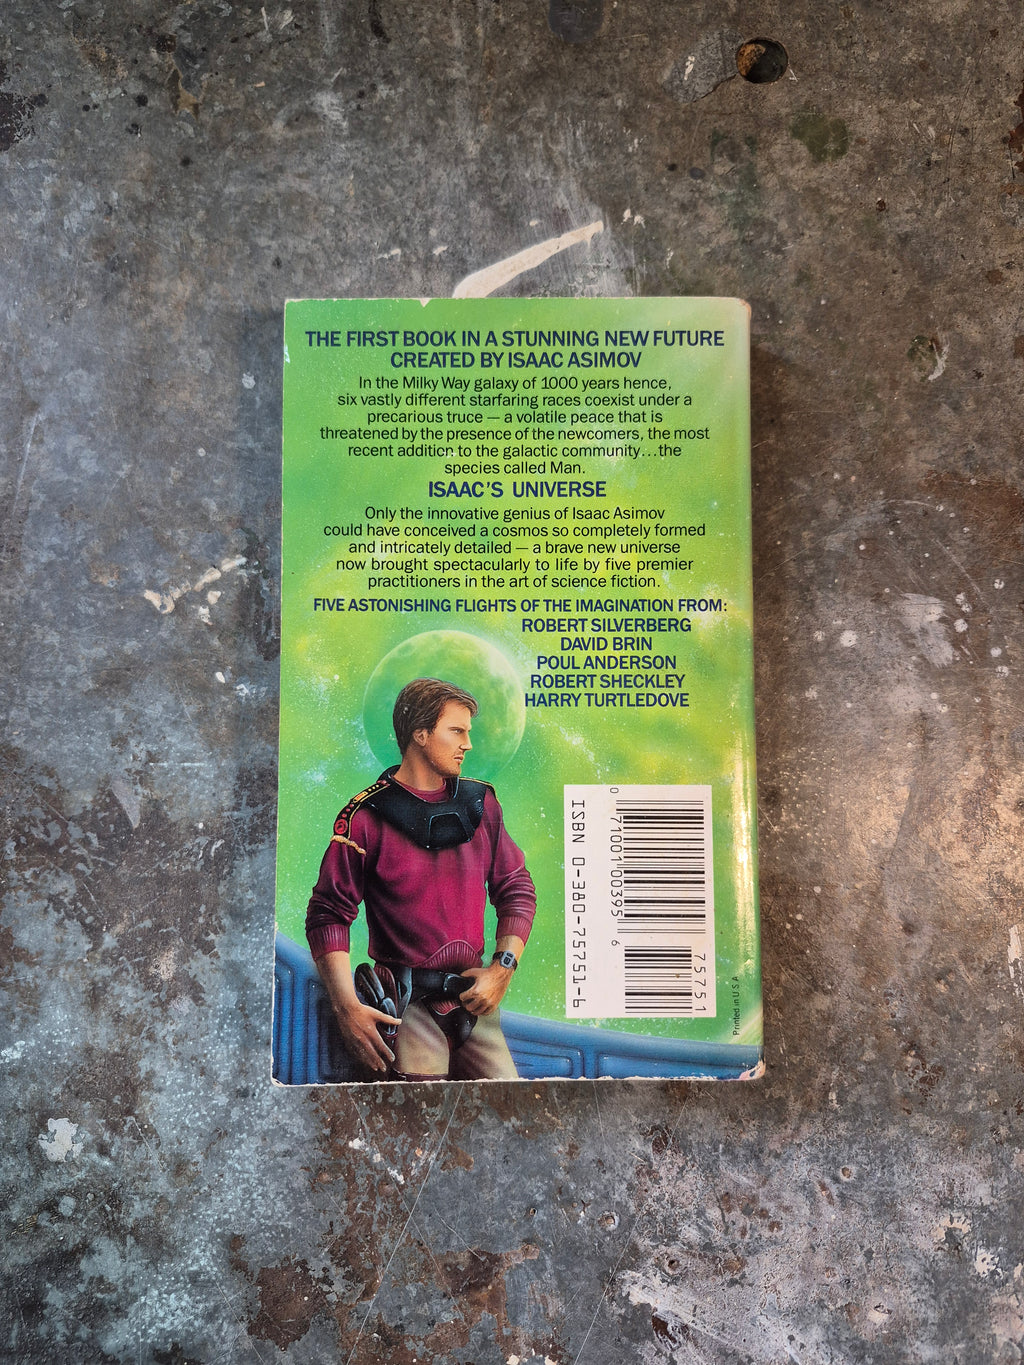 THE FIRST BOOK IN A STUNNING NEW FUTURE
CREATED BY ISAAC ASIMOV
In the Milky Way galaxy of 1000 years hence,
six vastly different starfaring races coexist under a
precarious truce — a volatile peace that is
threatened by the presence of the newcomers, the most
recent addition to the galactic community...the
species called Man.
ISAAC'S UNIVERSE
Only the innovative genius of Isaac Asimov
could have conceived a cosmos so completely formed
and intricately detailed — a brave new universe
now brought spectacularly to life by five premier
practitioners in the art of science fiction.
FIVE ASTONISHING FLIGHTS OF THE IMAGINATION FROM:
ROBERT SILVERBERG
DAVID BRIN
POUL ANDERSON
ROBERT SHECKLEY
HARRY TURTLEDOVE
ISBN 0-380-75751-6
0 71001 00395 6
75751
Printed in U.S.A